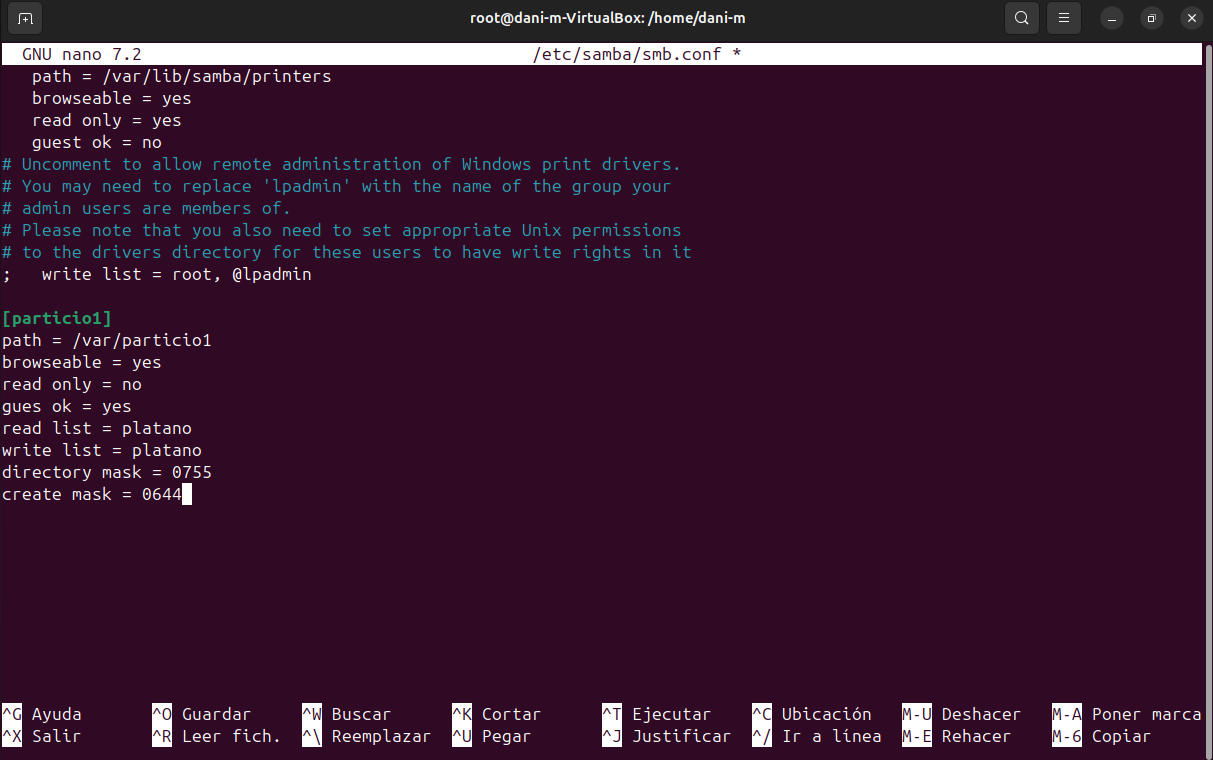 root@dani-m-VirtualBox: /home/dani-m
GNU nano 7.2 /etc/samba/smb.conf *
path = /var/lib/samba/printers
browseable = yes
read only = yes
guest ok = no
# Uncomment to allow remote administration of Windows print drivers.
# You may need to replace 'lpadmin' with the name of the group your
# admin users are members of.
# Please note that you also need to set appropriate Unix permissions
# to the drivers directory for these users to have write rights in it
;   write list = root, @lpadmin
[particio1]
path = /var/particio1
browseable = yes
read only = no
gues ok = yes
read list = platano
write list = platano
directory mask = 0755
create mask = 0644
^G Ayuda ^O Guardar ^W Buscar ^K Cortar ^T Ejecutar ^C Ubicación M-U Deshacer M-A Poner marca
^X Salir ^R Leer fich. ^\ Reemplazar ^U Pegar ^J Justificar ^/ Ir a linea M-E Rehacer M-6 Copiar